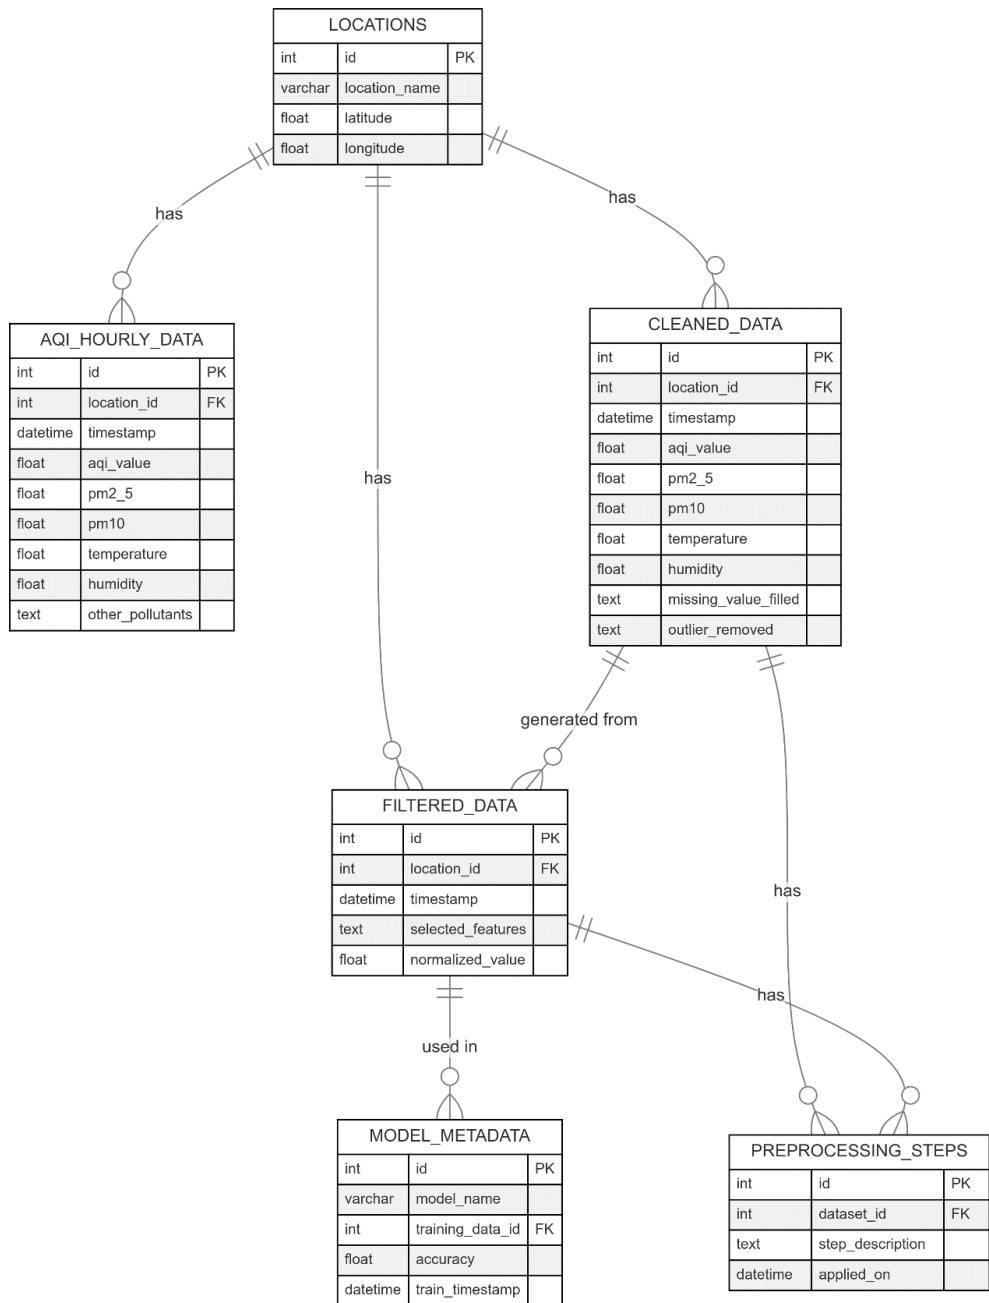 LOCATIONS
int id PK
varchar location_name
float latitude
float longitude
has
has
AQI_HOURLY_DATA
int id PK
int location_id FK
datetime timestamp
float aqi_value
float pm2_5
float pm10
float temperature
float humidity
text other_pollutants
CLEANED_DATA
int id PK
int location_id FK
datetime timestamp
float aqi_value
float pm2_5
float pm10
float temperature
float humidity
text missing_value_filled
text outlier_removed
has
generated from
FILTERED_DATA
int id PK
int location_id FK
datetime timestamp
text selected_features
float normalized_value
has
has
used in
MODEL_METADATA
int id PK
varchar model_name
int training_data_id FK
float accuracy
datetime train_timestamp
PREPROCESSING_STEPS
int id PK
int dataset_id FK
text step_description
datetime applied_on